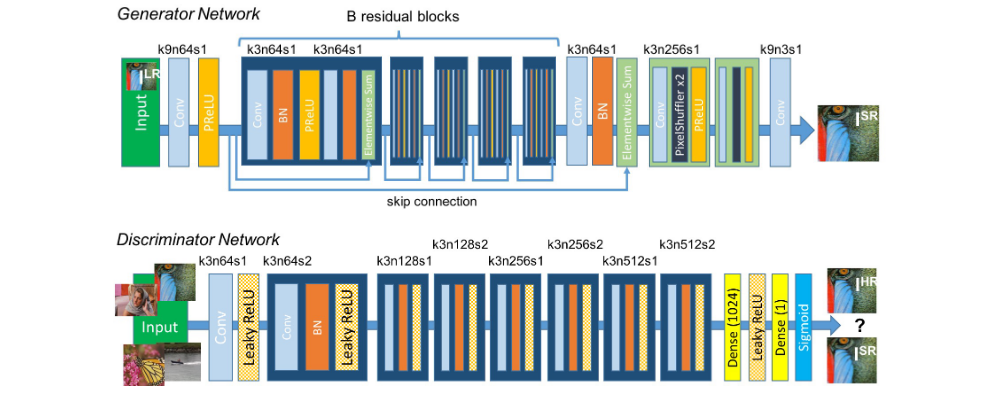 Generator Network
B residual blocks
k9n64s1
k3n64s1
k3n64s1
k3n64s1
k3n256s1
k9n3s1
Input
I LR
Conv
PReLU
Conv
BN
PReLU
Elementwise Sum
Conv
BN
Elementwise Sum
Conv
PixelShuffler x2
PReLU
Conv
I SR
skip connection
Discriminator Network
k3n128s2
k3n256s2
k3n512s2
k3n64s1
k3n64s2
k3n128s1
k3n256s1
k3n512s1
Input
Conv
Leaky ReLU
Conv
BN
Leaky ReLU
Dense (1024)
Leaky ReLU
Dense (1)
Sigmoid
I HR
?
I SR